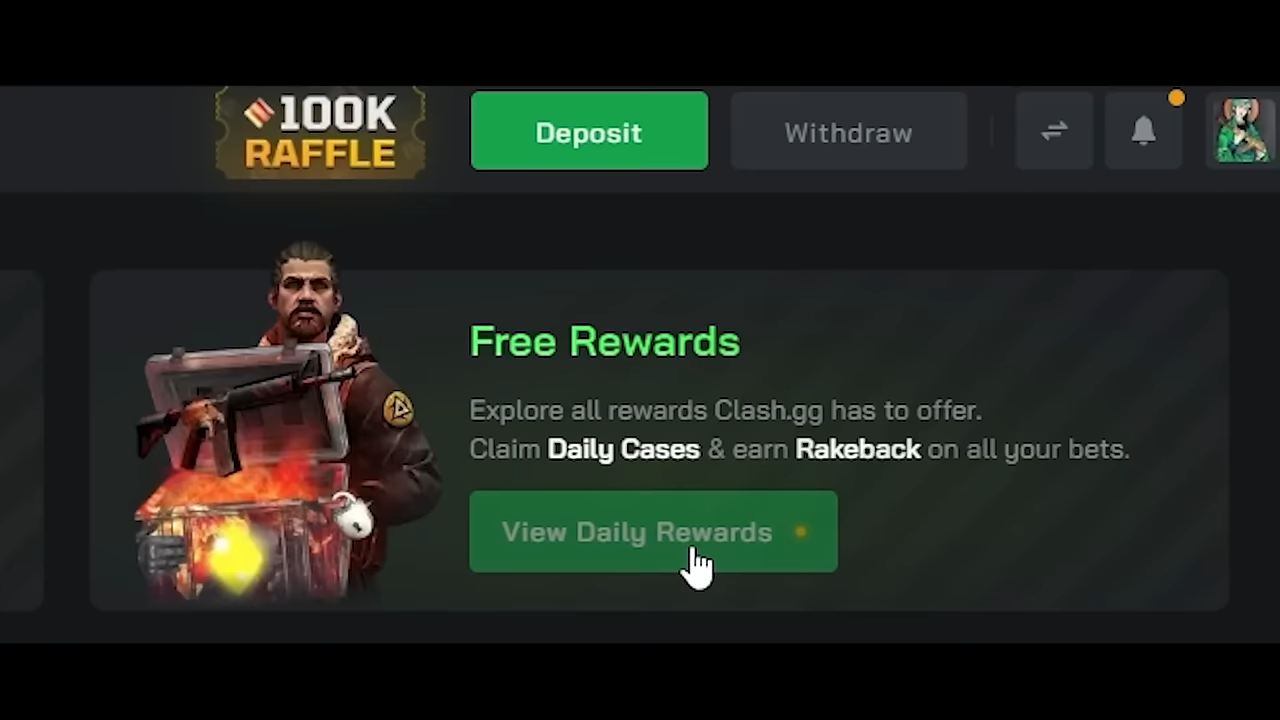 100K
RAFFLE
Deposit
Withdraw
Free Rewards
Explore all rewards Clash.gg has to offer.
Claim Daily Cases & earn Rakeback on all your bets.
View Daily Rewards